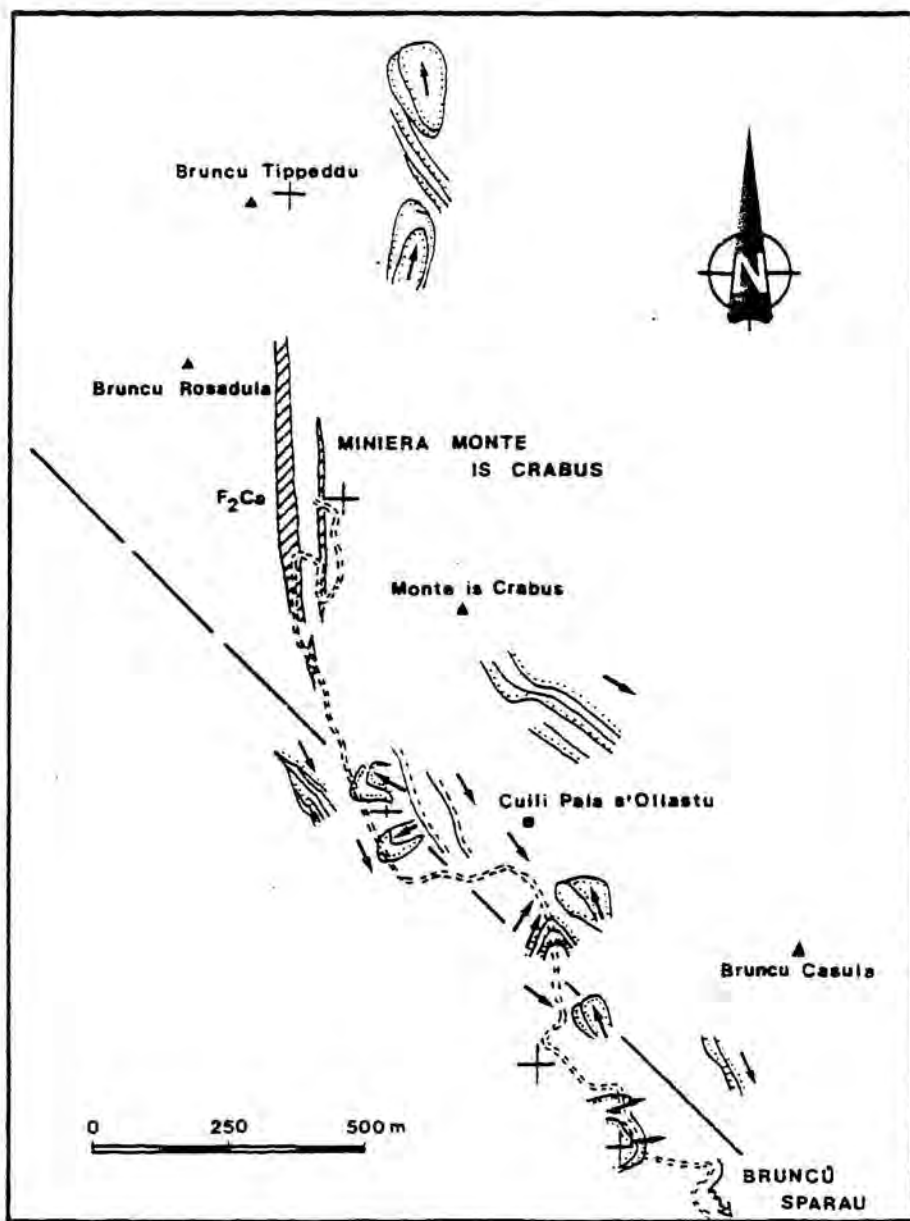 Bruncu Tippeddu
N
Bruncu Rosadula
MINIERA MONTE
IS CRABUS
F₂Ca
Monte is Crabus
Cuili Pala s'Ollastu
Bruncu Casula
0 250 500 m
BRUNCÙ
SPARAU